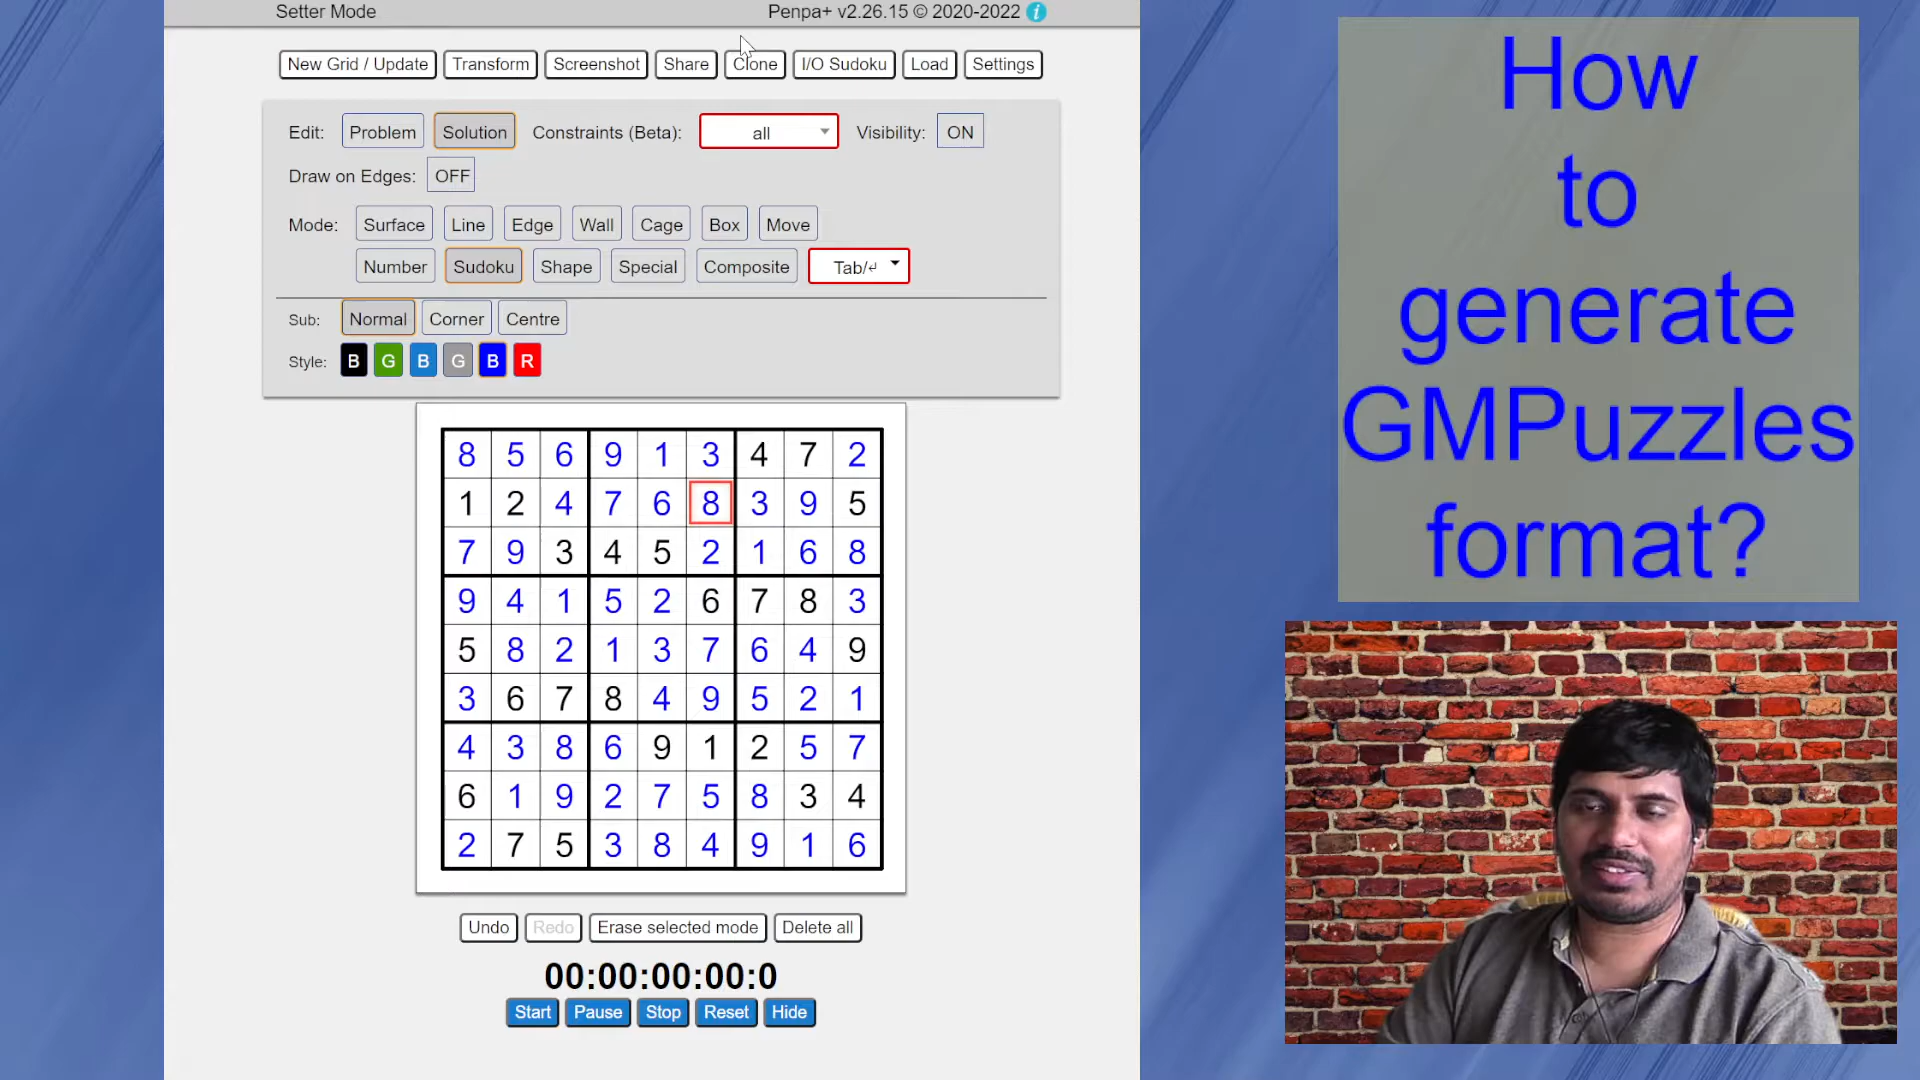 Setter Mode Penpa+ v2.26.15 © 2020-2022 i
New Grid / Update Transform Screenshot Share Clone I/O Sudoku Load Settings
Edit: Problem Solution Constraints (Beta): all Visibility: ON
Draw on Edges: OFF
Mode: Surface Line Edge Wall Cage Box Move
Number Sudoku Shape Special Composite Tab/↵
Sub: Normal Corner Centre
Style: B G B G B R
8 5 6 9 1 3 4 7 2
1 2 4 7 6 8 3 9 5
7 9 3 4 5 2 1 6 8
9 4 1 5 2 6 7 8 3
5 8 2 1 3 7 6 4 9
3 6 7 8 4 9 5 2 1
4 3 8 6 9 1 2 5 7
6 1 9 2 7 5 8 3 4
2 7 5 3 8 4 9 1 6
Undo Redo Erase selected mode Delete all
00:00:00:00:0
Start Pause Stop Reset Hide
How
to
generate
GMPuzzles
format?